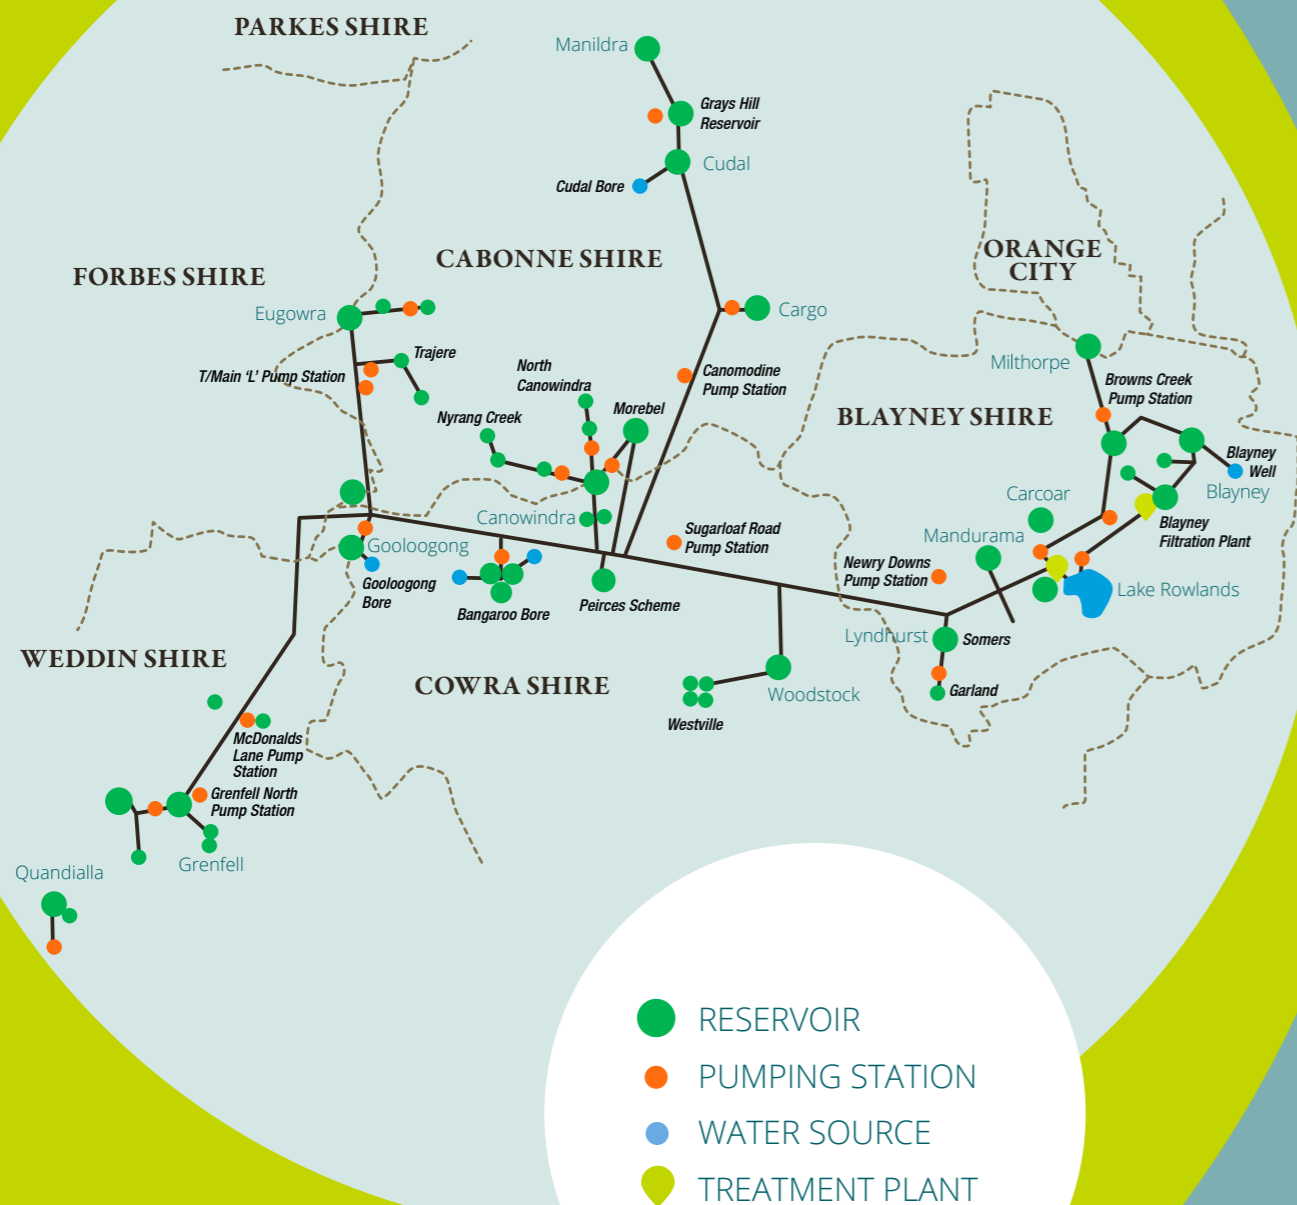 PARKES SHIRE
Manildra
Grays Hill
Reservoir
Cudal
Cudal Bore
CABONNE SHIRE
ORANGE
CITY
FORBES SHIRE
Eugowra
Cargo
Trajere
T/Main ‘L’ Pump Station
North
Canowindra
Canomodine
Pump Station
Milthorpe
Browns Creek
Pump Station
Nyrang Creek
Morebel
BLAYNEY SHIRE
Blayney
Well
Blayney
Carcoar
Canowindra
Mandurama
Blayney
Filtration Plant
Sugarloaf Road
Pump Station
Gooloogong
Gooloogong
Bore
Newry Downs
Pump Station
Lake Rowlands
Bangaroo Bore
Peirces Scheme
Lyndhurst
Somers
WEDDIN SHIRE
COWRA SHIRE
Woodstock
Garland
Westville
McDonalds
Lane Pump
Station
Grenfell North
Pump Station
Grenfell
Quandialla
RESERVOIR
PUMPING STATION
WATER SOURCE
TREATMENT PLANT